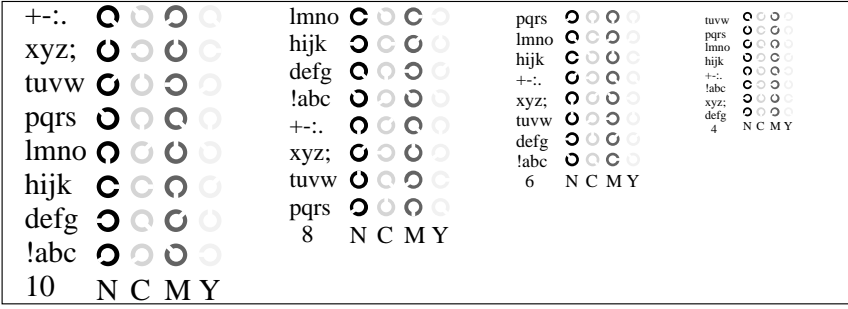 +-:.
xyz;
tuvw
pqrs
lmno
hijk
defg
!abc
10 N C M Y
lmno
hijk
defg
!abc
+-:.
xyz;
tuvw
pqrs
8 N C M Y
pqrs
lmno
hijk
+-:.
xyz;
tuvw
defg
!abc
6 N C M Y
tuvw
pqrs
lmno
hijk
+-:.
!abc
xyz;
defg
4 N C M Y